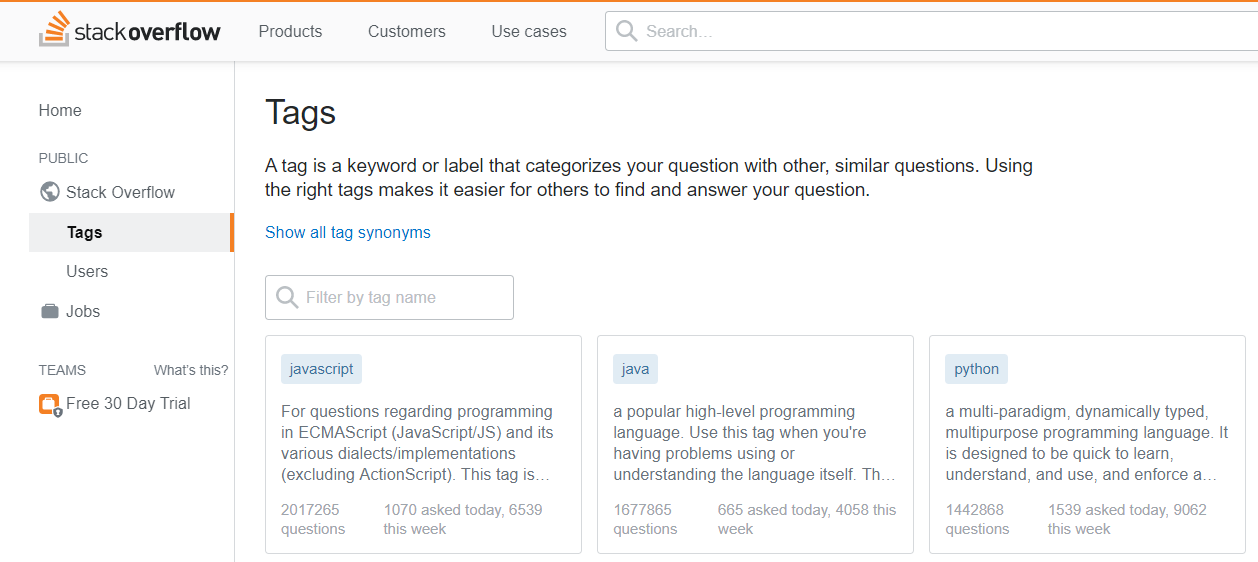 stackoverflow Products Customers Use cases Search...
Home
PUBLIC
Stack Overflow
Tags
Users
Jobs
TEAMS What's this?
Free 30 Day Trial
Tags
A tag is a keyword or label that categorizes your question with other, similar questions. Using
the right tags makes it easier for others to find and answer your question.
Show all tag synonyms
Filter by tag name
javascript
For questions regarding programming
in ECMAScript (JavaScript/JS) and its
various dialects/implementations
(excluding ActionScript). This tag is…
2017265 questions
1070 asked today, 6539
this week
java
a popular high-level programming
language. Use this tag when you're
having problems using or
understanding the language itself. Th…
1677865 questions
665 asked today, 4058 this
week
python
a multi-paradigm, dynamically typed,
multipurpose programming language. It
is designed to be quick to learn,
understand, and use, and enforce a…
1442868 questions
1539 asked today, 9062
this week